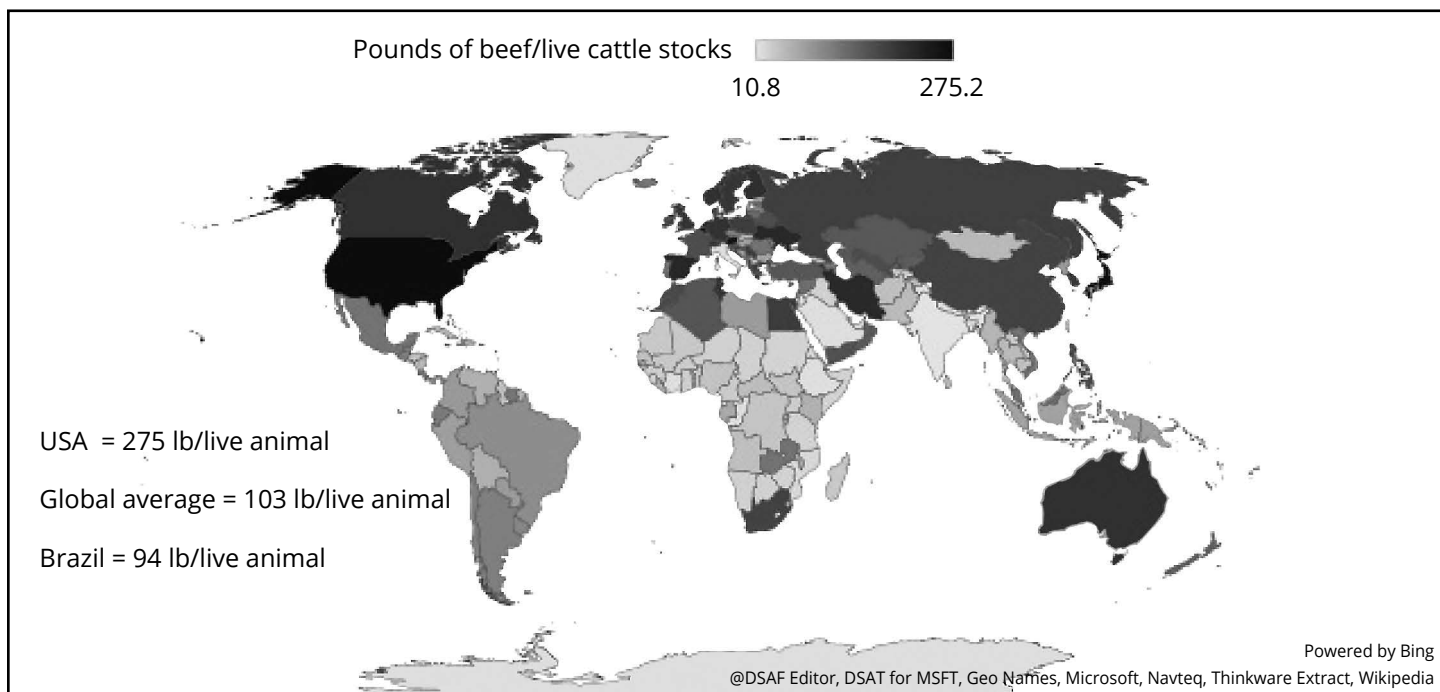 Pounds of beef/live cattle stocks
10.8 275.2
USA = 275 lb/live animal
Global average = 103 lb/live animal
Brazil = 94 lb/live animal
Powered by Bing
@DSAF Editor, DSAT for MSFT, Geo Names, Microsoft, Navteq, Thinkware Extract, Wikipedia